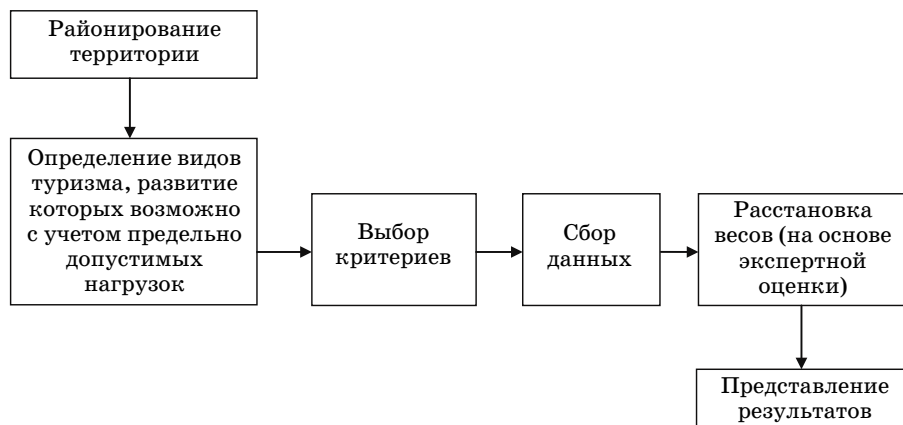 Районирование
территории
Определение видов
туризма, развитие
которых возможно
с учетом предельно
допустимых
нагрузок
Выбор
критериев
Сбор
данных
Расстановка
весов (на основе
экспертной
оценки)
Представление
результатов